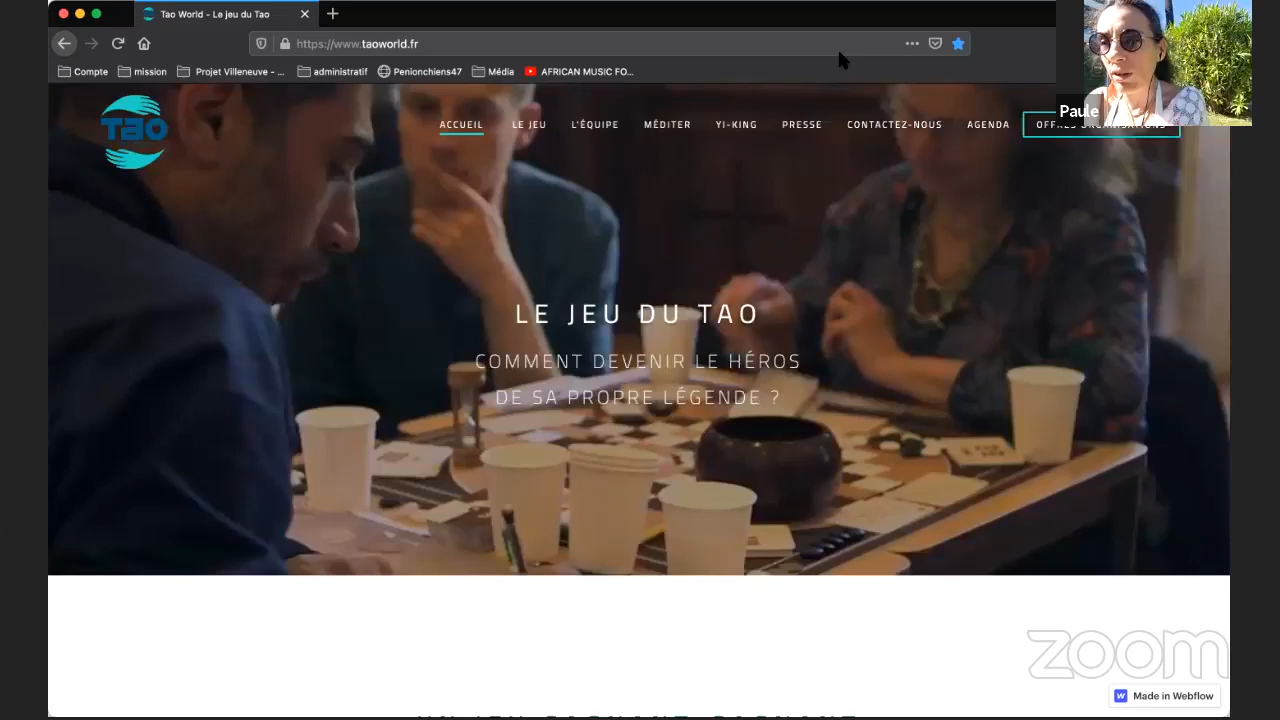 Tao World - Le jeu du Tao
https://www.taoworld.fr
Compte mission Projet Villeneuve - ... administratif Penionchiens47 Média AFRICAN MUSIC FO...
Paule
Tao
ACCUEIL LE JEU L'ÉQUIPE MÉDITER YI-KING PRESSE CONTACTEZ-NOUS AGENDA OFFRES ORGANISATIONS
LE JEU DU TAO
COMMENT DEVENIR LE HÉROS
DE SA PROPRE LÉGENDE ?
zoom
Made in Webflow